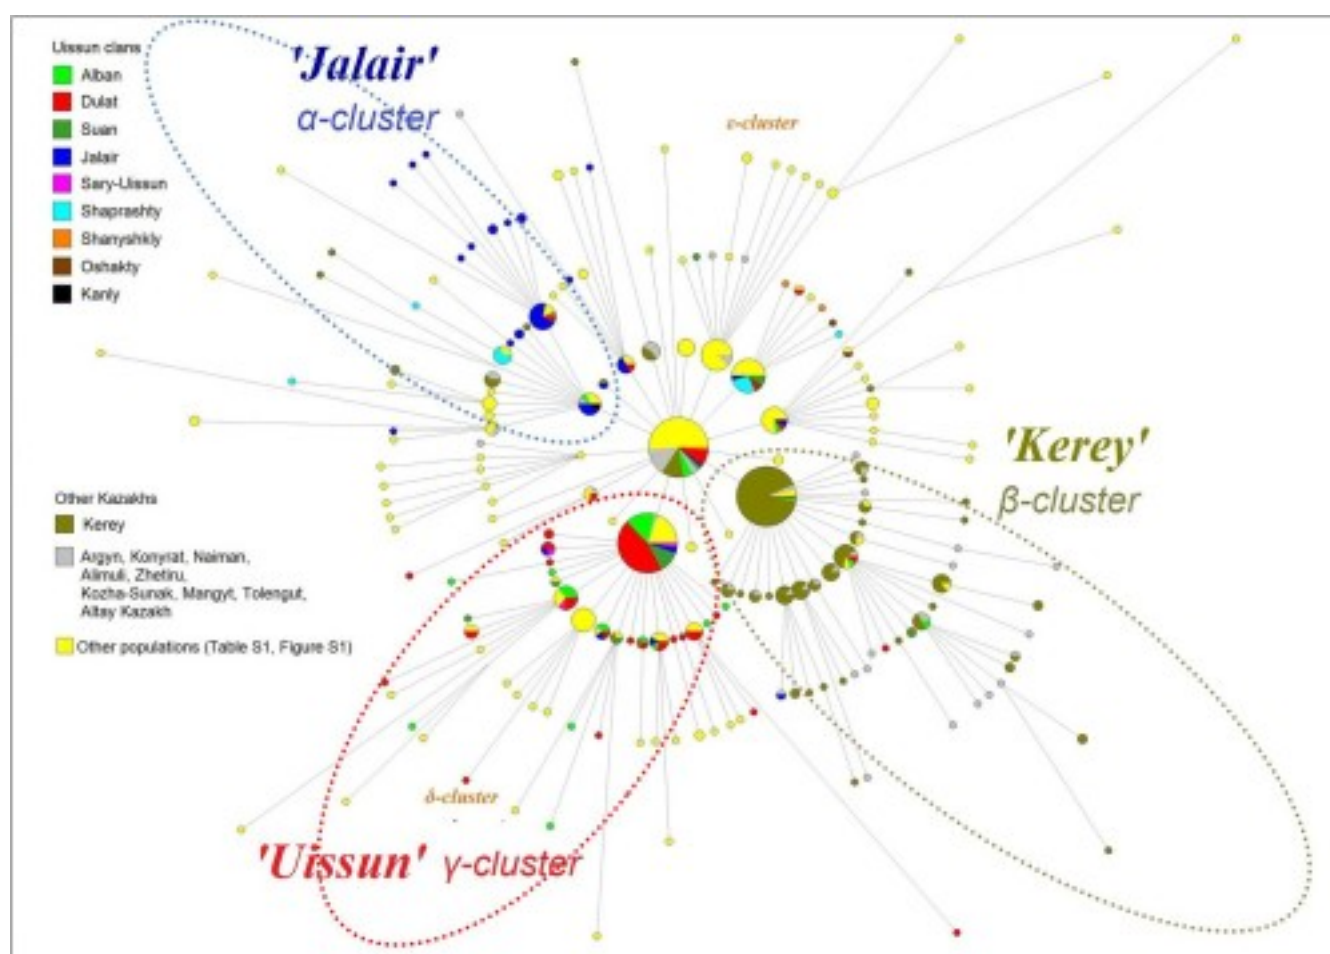 Uissun clans
Alban
Dulat
Suan
Jalair
Sary-Uissun
Shaprashty
Shanyshkly
Oshakty
Kanly
'Jalair'
α-cluster
ε-cluster
'Kerey'
β-cluster
Other Kazakhs
Kerey
Argyn, Konyrat, Naiman,
Alimuli, Zhetiru,
Kozha-Sunak, Mangyt, Tolengut,
Altay Kazakh
Other populations (Table S1, Figure S1)
δ-cluster
'Uissun' γ-cluster